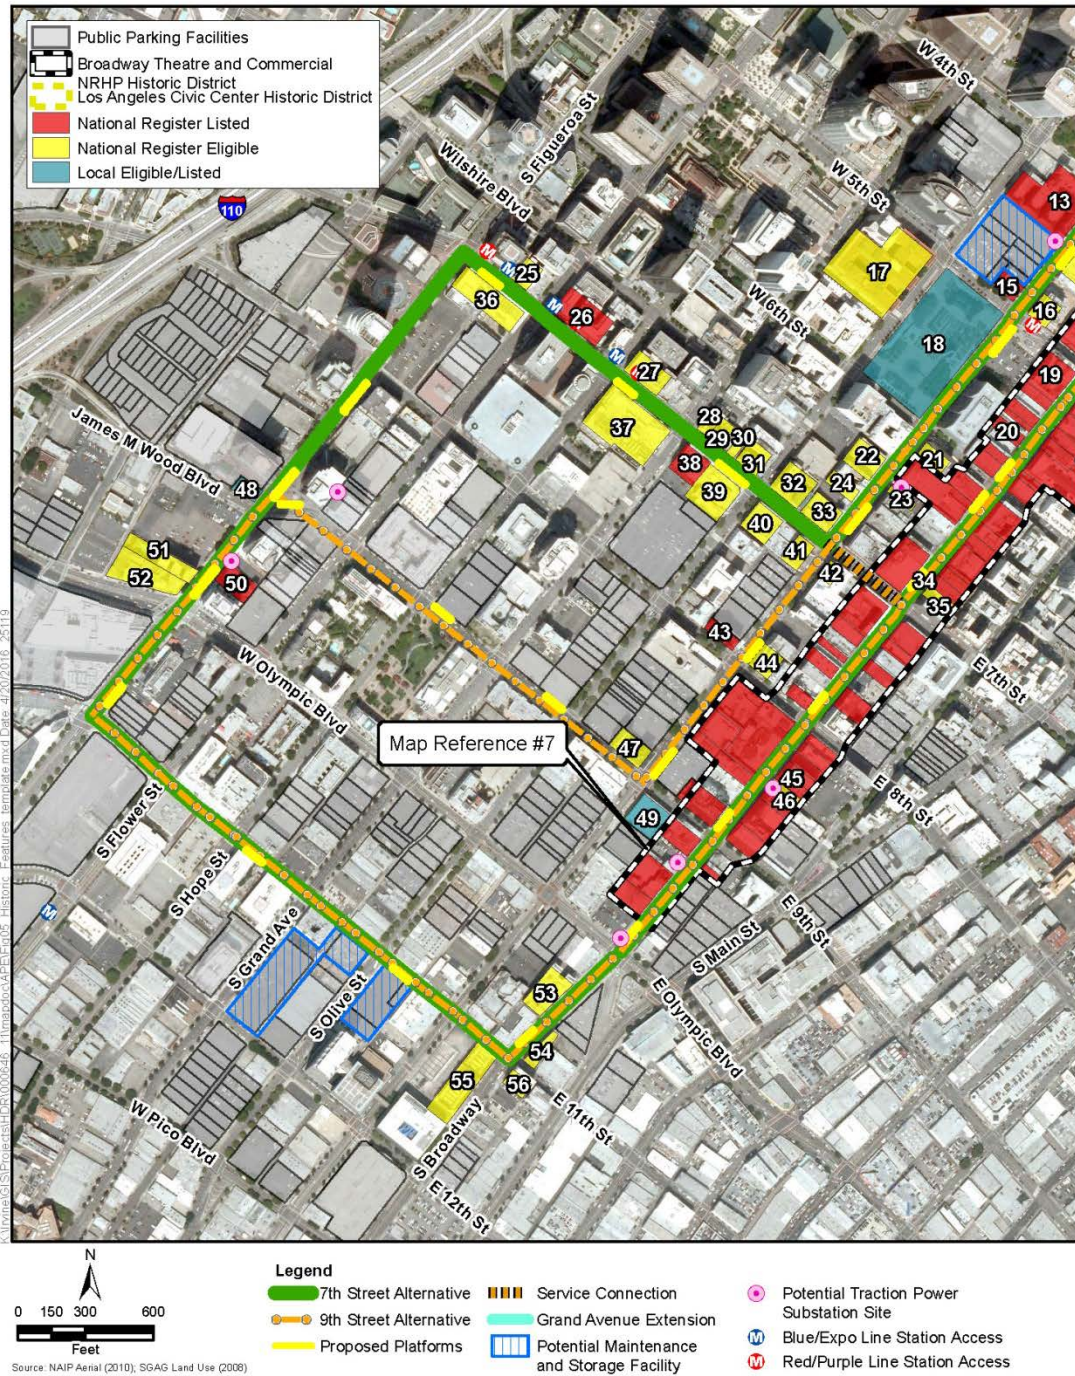 Public Parking Facilities
Broadway Theatre and Commercial
NRHP Historic District
Los Angeles Civic Center Historic District
National Register Listed
National Register Eligible
Local Eligible/Listed
110
W 4th St
S Figueroa St
Wilshire Blvd
W 5th St
13
17
15
16
W 6th St
25
36
26
18
19
27
37
28
29
30
31
20
21
22
38
39
32
24
23
33
40
41
42
James M Wood Blvd
48
51
52
50
34
35
43
44
E 7th St
W Olympic Blvd
Map Reference #7
47
45
46
E 8th St
49
S Flower St
S Hope St
S Grand Ave
S Olive St
E 9th St
S Main St
E Olympic Blvd
53
54
55
56
E 11th St
W Pico Blvd
S Broadway
E 12th St
N
0 150 300 600
Feet
Source: NAIP Aerial (2010); SGAG Land Use (2008)
Legend
7th Street Alternative
9th Street Alternative
Proposed Platforms
Service Connection
Grand Avenue Extension
Potential Maintenance
and Storage Facility
Potential Traction Power
Substation Site
M Blue/Expo Line Station Access
M Red/Purple Line Station Access